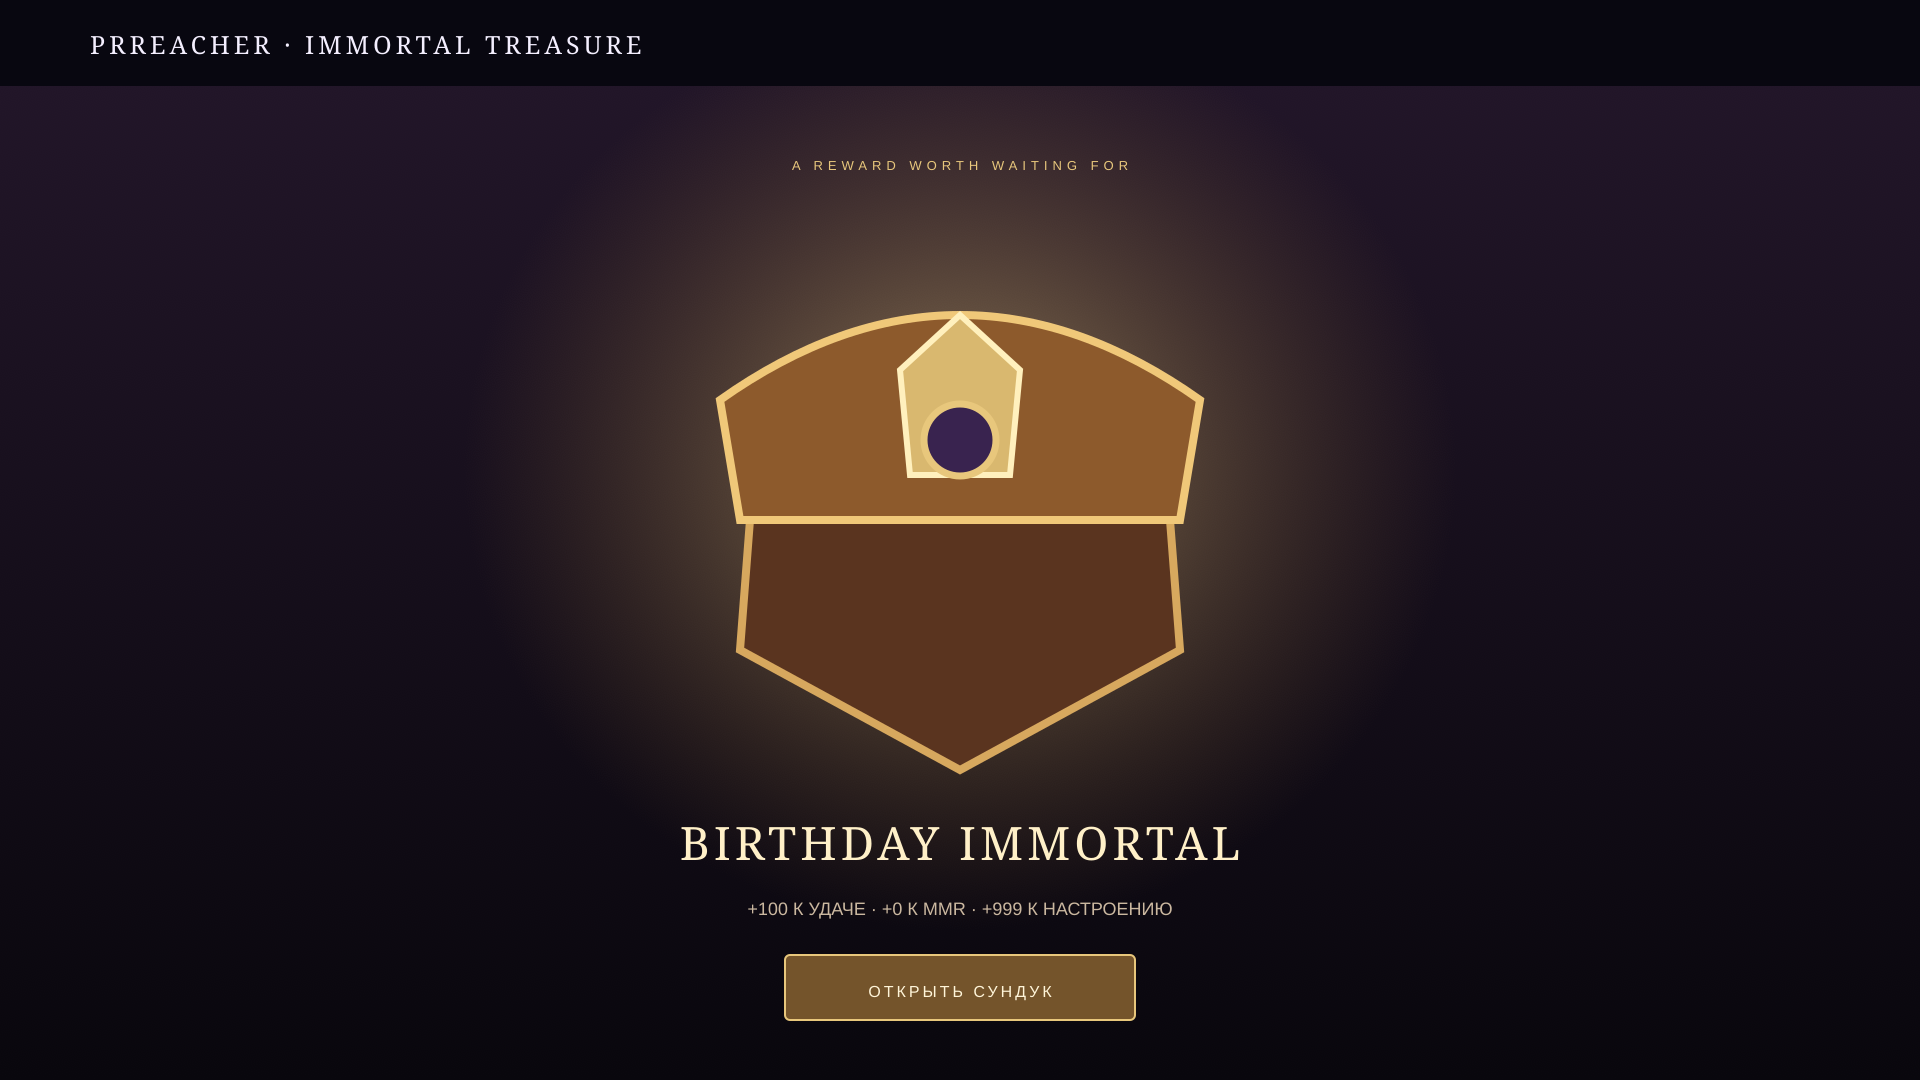 PRREACHER · IMMORTAL TREASURE
A REWARD WORTH WAITING FOR
BIRTHDAY IMMORTAL
+100 К УДАЧЕ · +0 К MMR · +999 К НАСТРОЕНИЮ
ОТКРЫТЬ СУНДУК